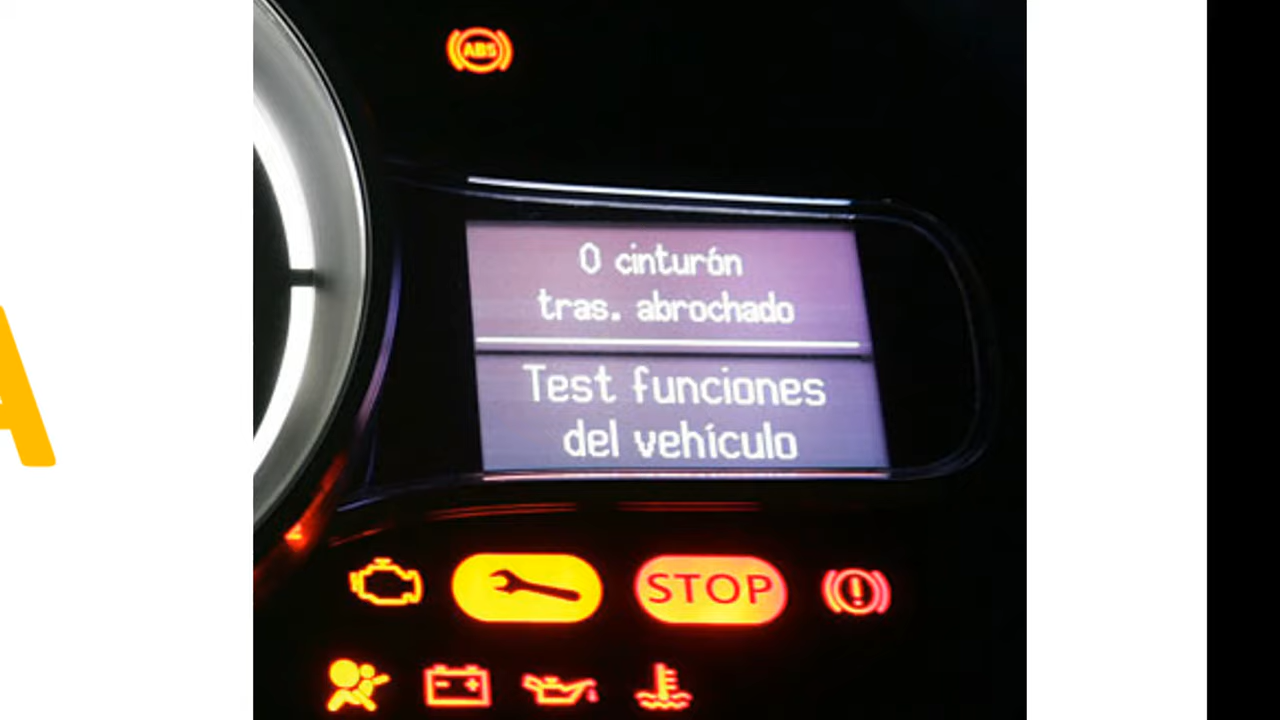 ABS
0 cinturón
tras. abrochado
Test funciones
del vehículo
STOP
A